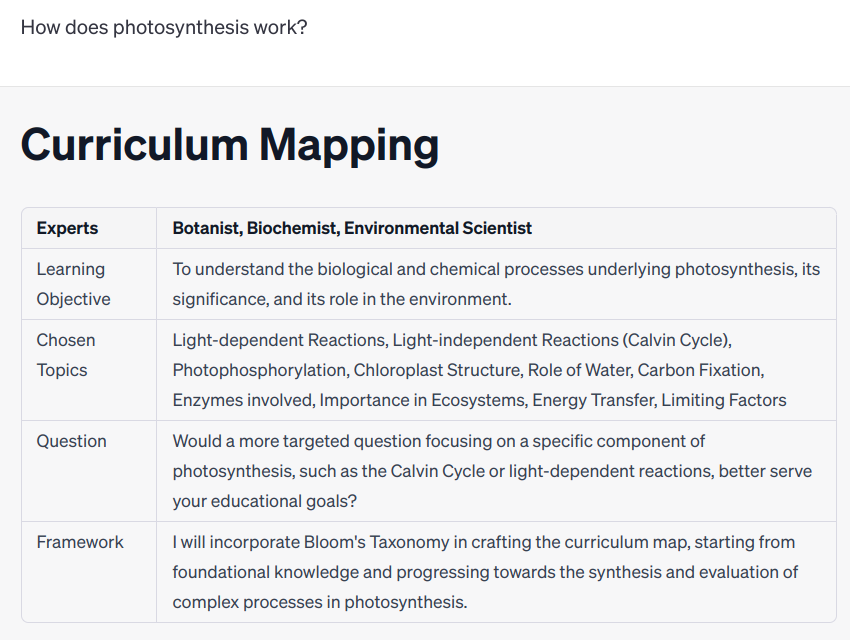 How does photosynthesis work?
Curriculum Mapping
Experts
Botanist, Biochemist, Environmental Scientist
Learning
Objective
To understand the biological and chemical processes underlying photosynthesis, its
significance, and its role in the environment.
Chosen
Topics
Light-dependent Reactions, Light-independent Reactions (Calvin Cycle),
Photophosphorylation, Chloroplast Structure, Role of Water, Carbon Fixation,
Enzymes involved, Importance in Ecosystems, Energy Transfer, Limiting Factors
Question
Would a more targeted question focusing on a specific component of
photosynthesis, such as the Calvin Cycle or light-dependent reactions, better serve
your educational goals?
Framework
I will incorporate Bloom's Taxonomy in crafting the curriculum map, starting from
foundational knowledge and progressing towards the synthesis and evaluation of
complex processes in photosynthesis.